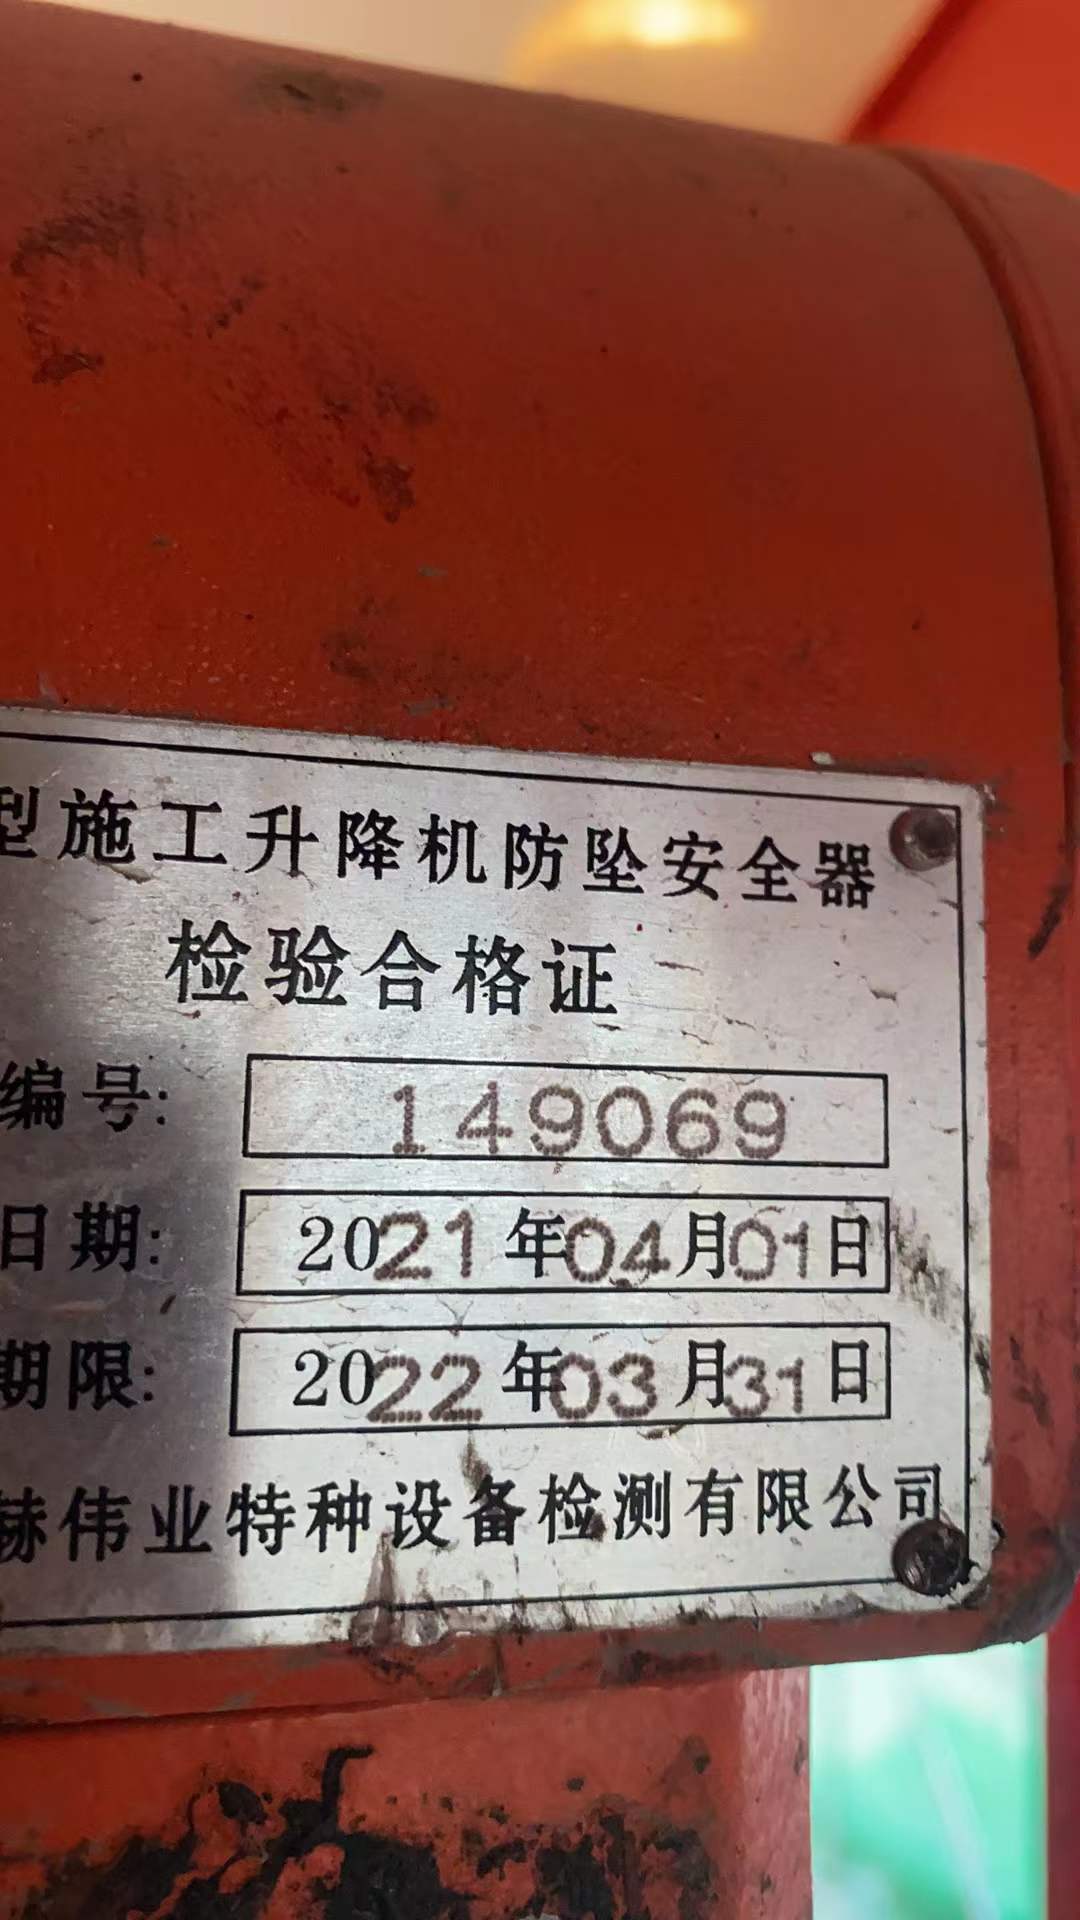 型施工升降机防坠安全器
检验合格证
编号: 149069
日期: 2021年04月01日
期限: 2022年03月31日
赫伟业特种设备检测有限公司